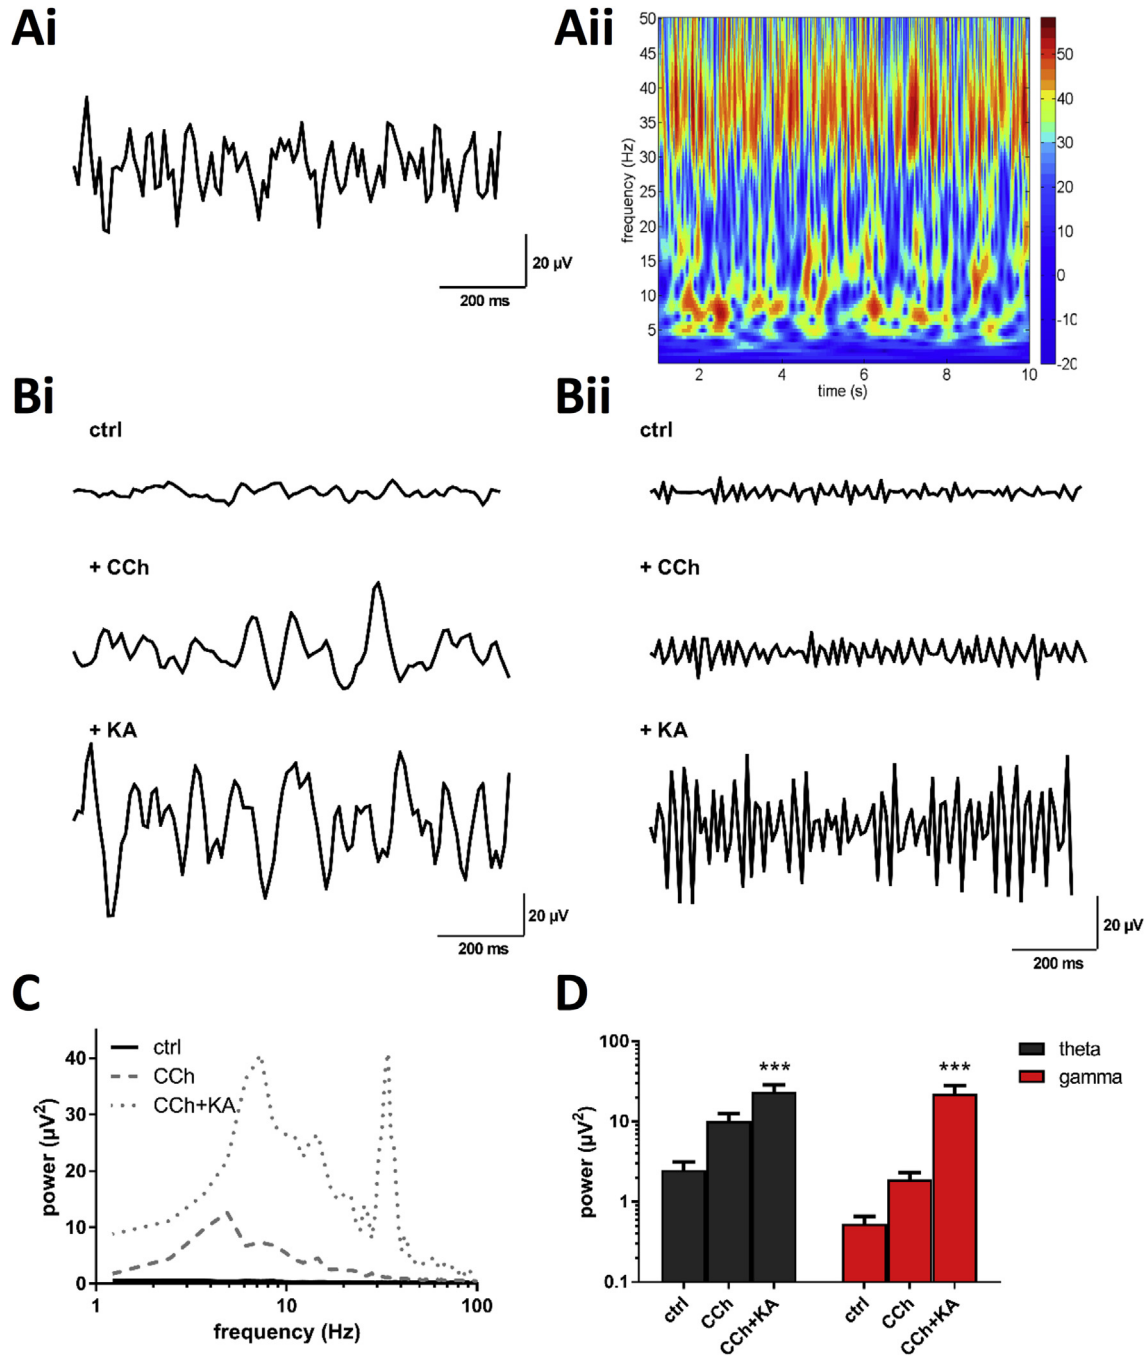 Ai
20 µV
200 ms
Aii
50
45
40
35
30
25
20
15
10
5
frequency (Hz)
2
4
6
8
10
time (s)
50
40
30
20
10
0
-10
-20
Bi
ctrl
+ CCh
+ KA
20 µV
200 ms
Bii
ctrl
+ CCh
+ KA
20 µV
200 ms
C
ctrl
CCh
CCh+KA
40
30
20
10
0
power (µV²)
1
10
100
frequency (Hz)
D
100
10
1
0.1
power (µV²)
***
***
theta
gamma
ctrl
CCh
CCh+KA
ctrl
CCh
CCh+KA